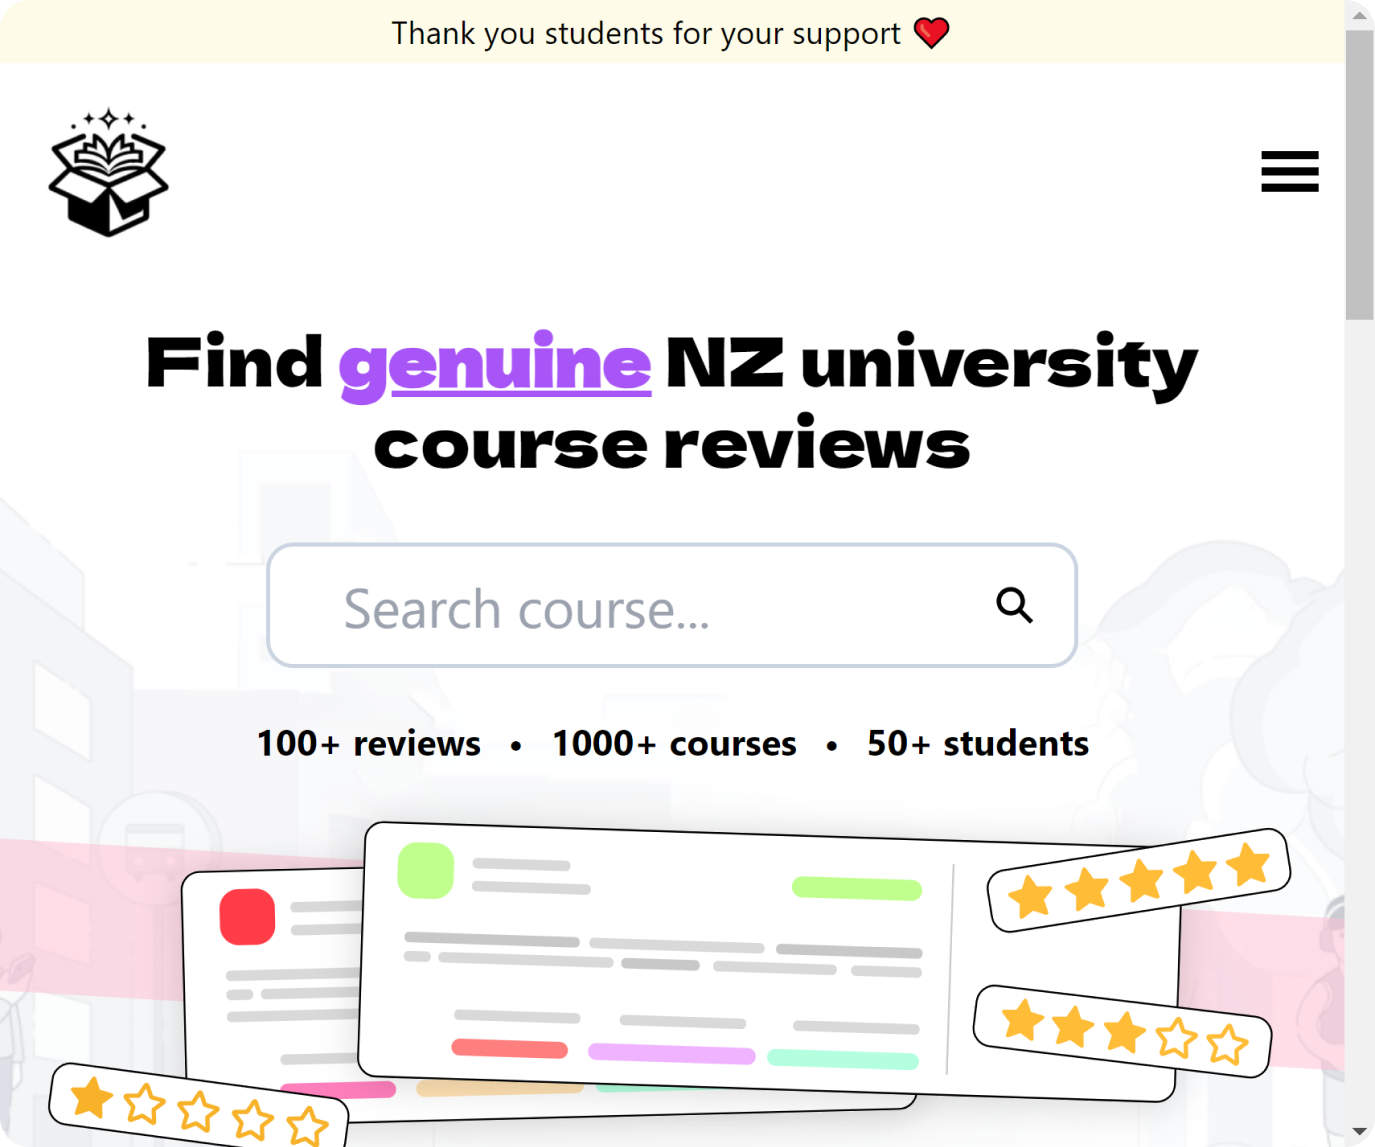 Thank you students for your support ❤️
Find genuine NZ university
course reviews
Search course...
100+ reviews • 1000+ courses • 50+ students